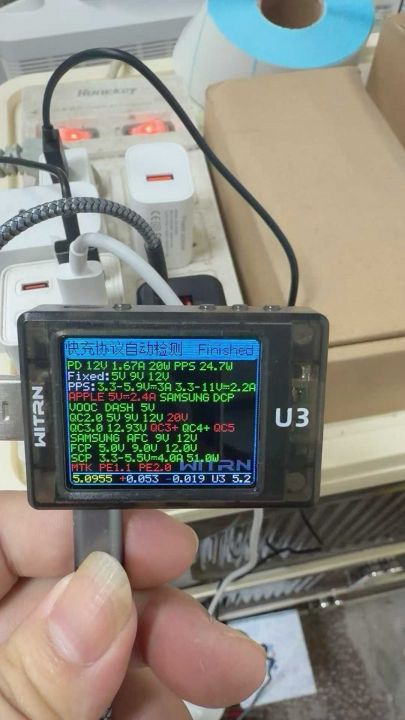 Honekey
快充协议自动检测 Finished
PD 12V 1.67A 20W PPS 24.7W
Fixed:5V 9V 12V
PPS:3.3-5.9V=3A 3.3-11V=2.2A
APPLE 5V=2.4A SAMSUNG DCP
VOOC DASH 5V
QC2.0 5V 9V 12V 20V
QC3.0 12.93V QC3+ QC4+ QC5
SAMSUNG AFC 9V 12V
FCP 5.0V 9.0V 12.0V
SCP 3.3-5.5V=4.0A 51.0W
MTK PE1.1 PE2.0
WITRN
5.0955 +0.053 -0.019 U3 5.2
WITRN
U3